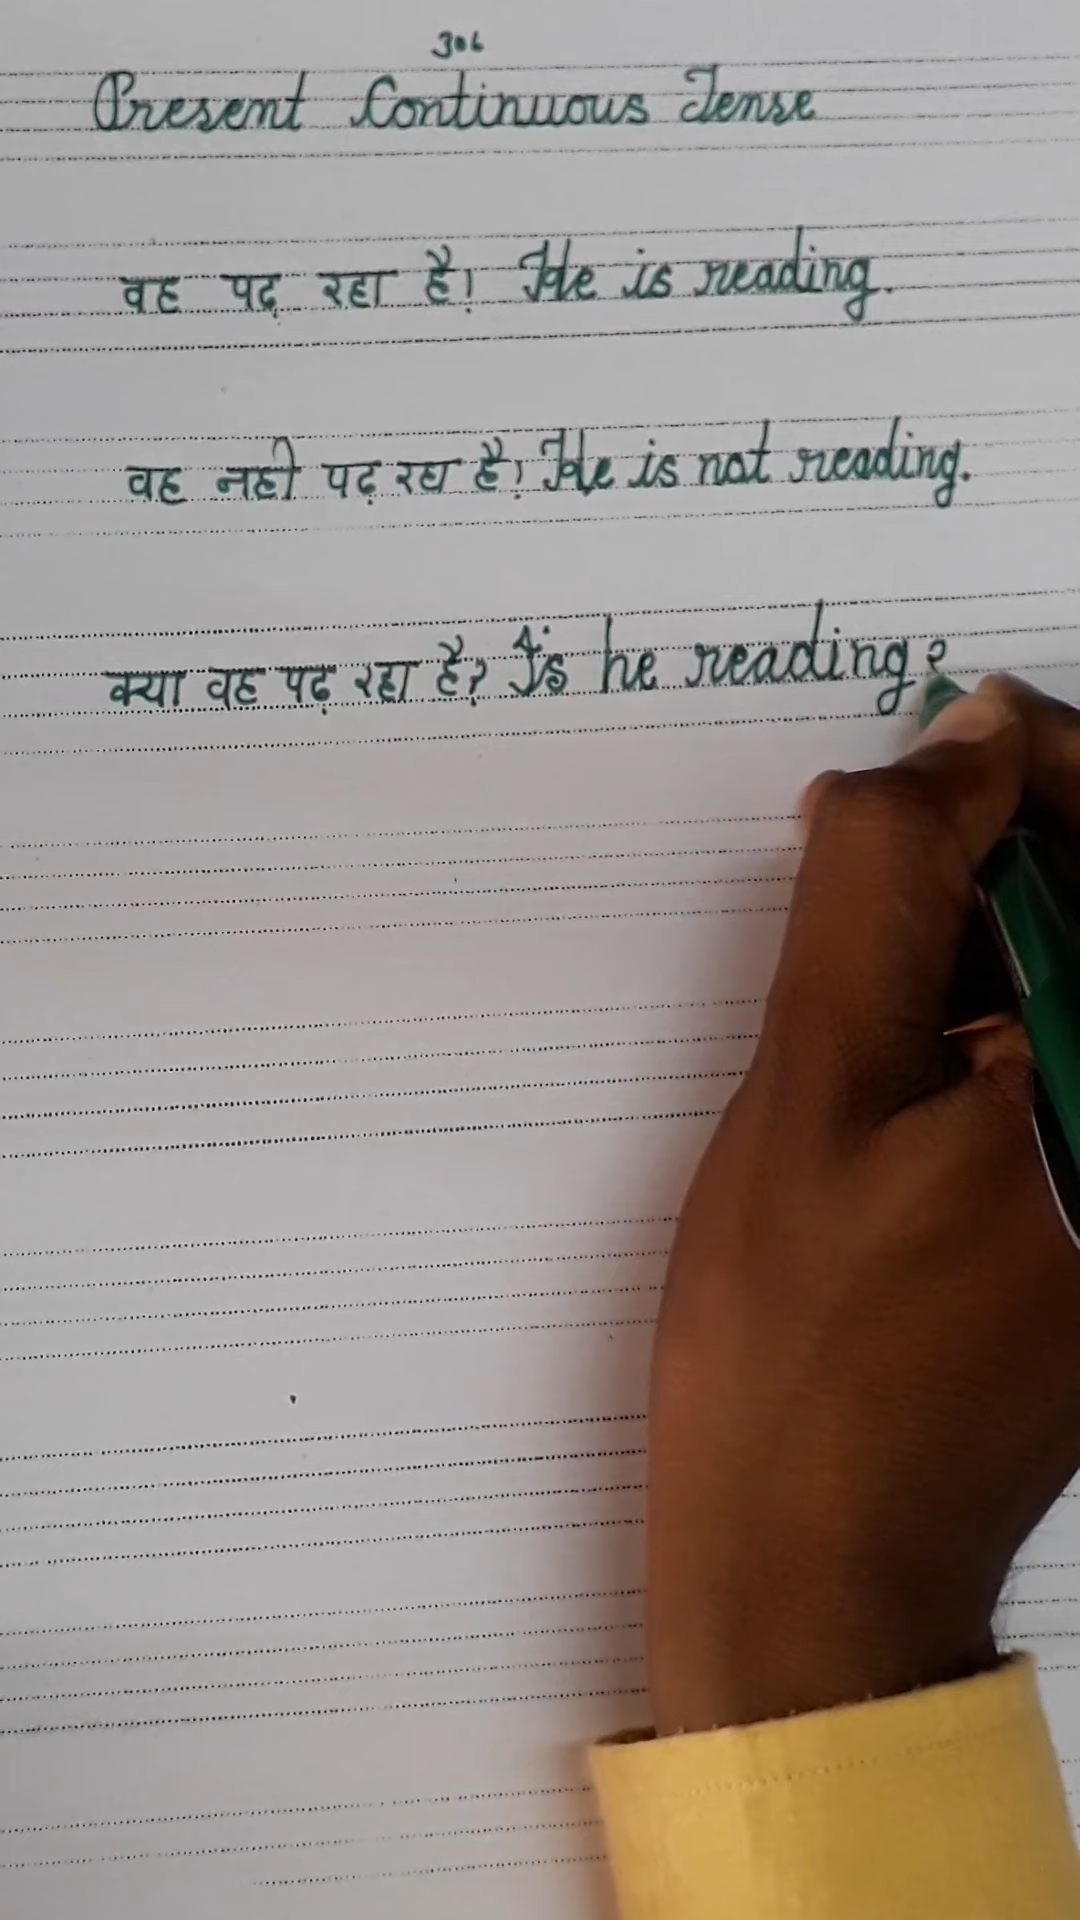 306
Present Continuous Tense
वह पढ़ रहा है। He is reading.
वह नही पढ़ रहा है। He is not reading.
क्या वह पढ़ रहा है? Is he reading?